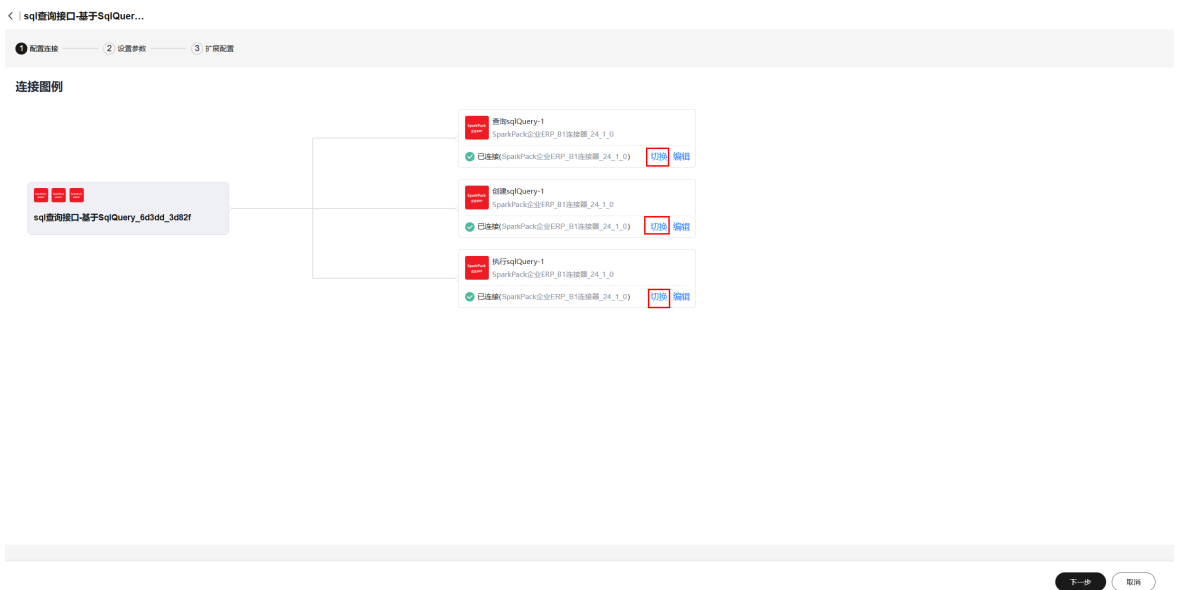 sql查询接口-基于SqlQuer...
1 配置连接
2 设置参数
3 扩展配置
连接图例
查询sqlQuery-1
SparkPack企业ERP_B1连接器_24_1_0
已连接(SparkPack企业ERP_B1连接器_24_1_0) 切换 编辑
sql查询接口-基于SqlQuery_6d3dd_3d82f
创建sqlQuery-1
SparkPack企业ERP_B1连接器_24_1_0
已连接(SparkPack企业ERP_B1连接器_24_1_0) 切换 编辑
执行sqlQuery-1
SparkPack企业ERP_B1连接器_24_1_0
已连接(SparkPack企业ERP_B1连接器_24_1_0) 切换 编辑
下一步 取消